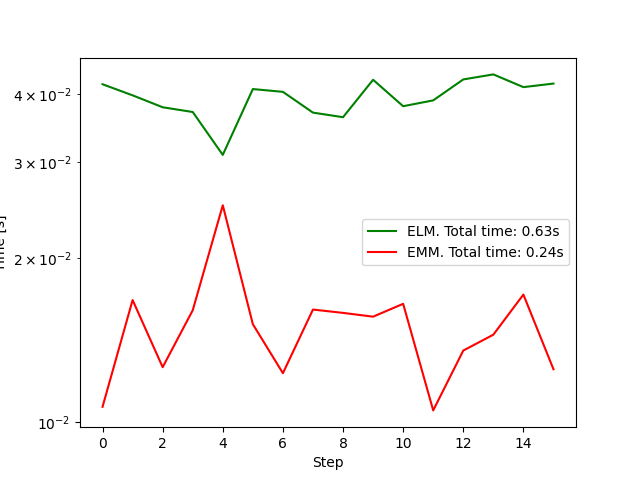 4 × 10⁻²
3 × 10⁻²
2 × 10⁻²
10⁻²
ELM. Total time: 0.63s
EMM. Total time: 0.24s
0 2 4 6 8 10 12 14
Step